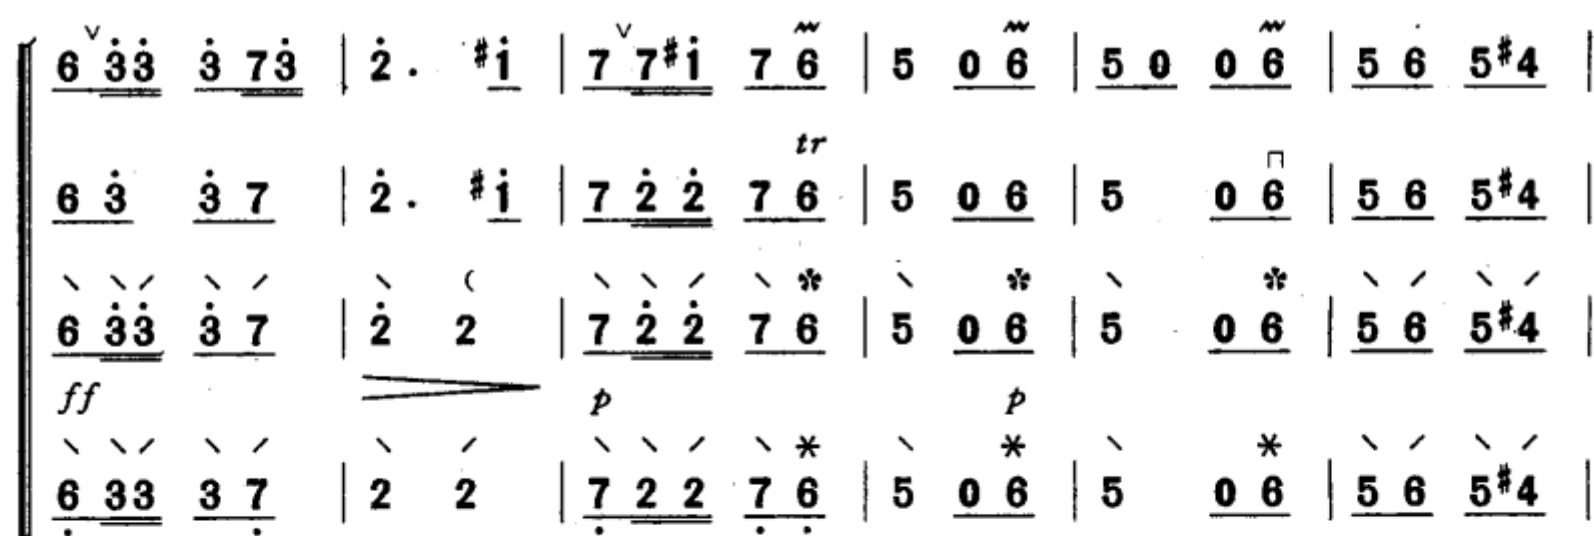 6 3̇3̇ 3̇ 73̇ | 2̇ . #1̇ | 7 7#1̇ 7 6 | 5 0 6 | 5 0 0 6 | 5 6 5#4 |
tr
6 3̇ 3̇ 7 | 2̇ . #1̇ | 7 2̇ 2̇ 7 6 | 5 0 6 | 5 0 6 | 5 6 5#4 |
6 3̇3̇ 3̇ 7 | 2̇ 2 | 7 2̇ 2̇ 7 6 | 5 0 6 | 5 0 6 | 5 6 5#4 |
ff p p
6̣ 33 3 7̣ | 2 2 | 7̣ 2 2 7̣ 6̣ | 5 0 6 | 5 0 6 | 5 6 5#4 |